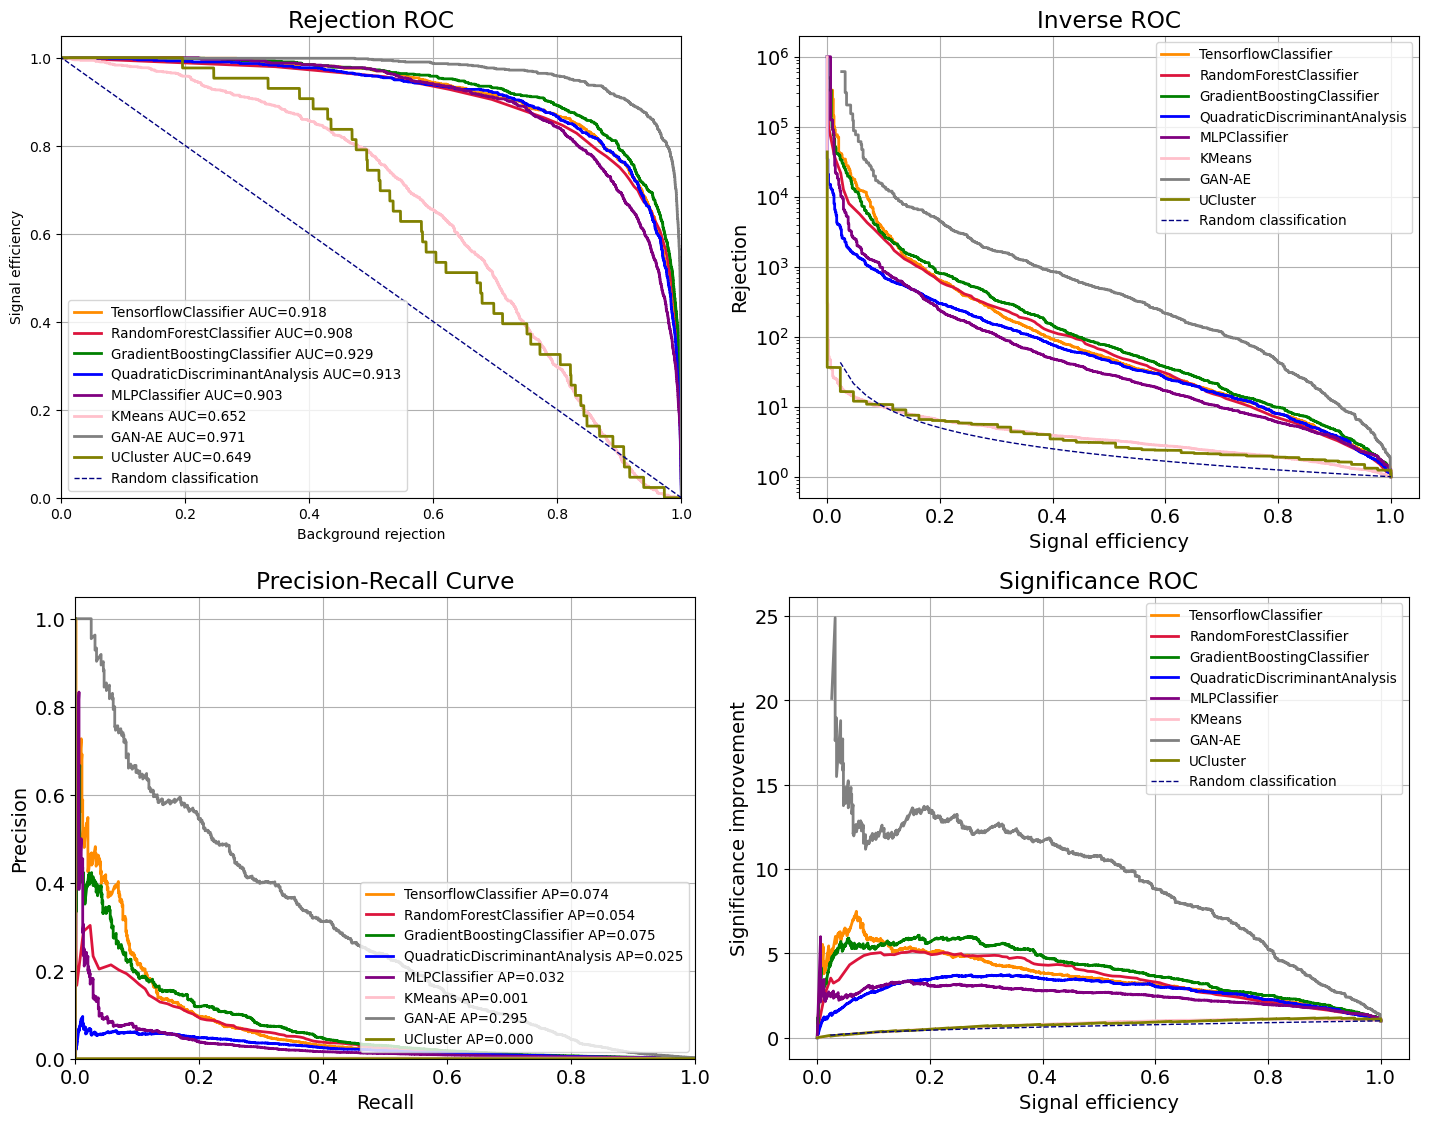 Rejection ROC
1.0
0.8
0.6
0.4
0.2
0.0
Signal efficiency
TensorflowClassifier AUC=0.918
RandomForestClassifier AUC=0.908
GradientBoostingClassifier AUC=0.929
QuadraticDiscriminantAnalysis AUC=0.913
MLPClassifier AUC=0.903
KMeans AUC=0.652
GAN-AE AUC=0.971
UCluster AUC=0.649
Random classification
0.0 0.2 0.4 0.6 0.8 1.0
Background rejection
Inverse ROC
10^6
10^5
10^4
10^3
10^2
10^1
10^0
Rejection
TensorflowClassifier
RandomForestClassifier
GradientBoostingClassifier
QuadraticDiscriminantAnalysis
MLPClassifier
KMeans
GAN-AE
UCluster
Random classification
0.0 0.2 0.4 0.6 0.8 1.0
Signal efficiency
Precision-Recall Curve
1.0
0.8
0.6
0.4
0.2
0.0
Precision
TensorflowClassifier AP=0.074
RandomForestClassifier AP=0.054
GradientBoostingClassifier AP=0.075
QuadraticDiscriminantAnalysis AP=0.025
MLPClassifier AP=0.032
KMeans AP=0.001
GAN-AE AP=0.295
UCluster AP=0.000
0.0 0.2 0.4 0.6 0.8 1.0
Recall
Significance ROC
25
20
15
10
5
0
Significance improvement
TensorflowClassifier
RandomForestClassifier
GradientBoostingClassifier
QuadraticDiscriminantAnalysis
MLPClassifier
KMeans
GAN-AE
UCluster
Random classification
0.0 0.2 0.4 0.6 0.8 1.0
Signal efficiency